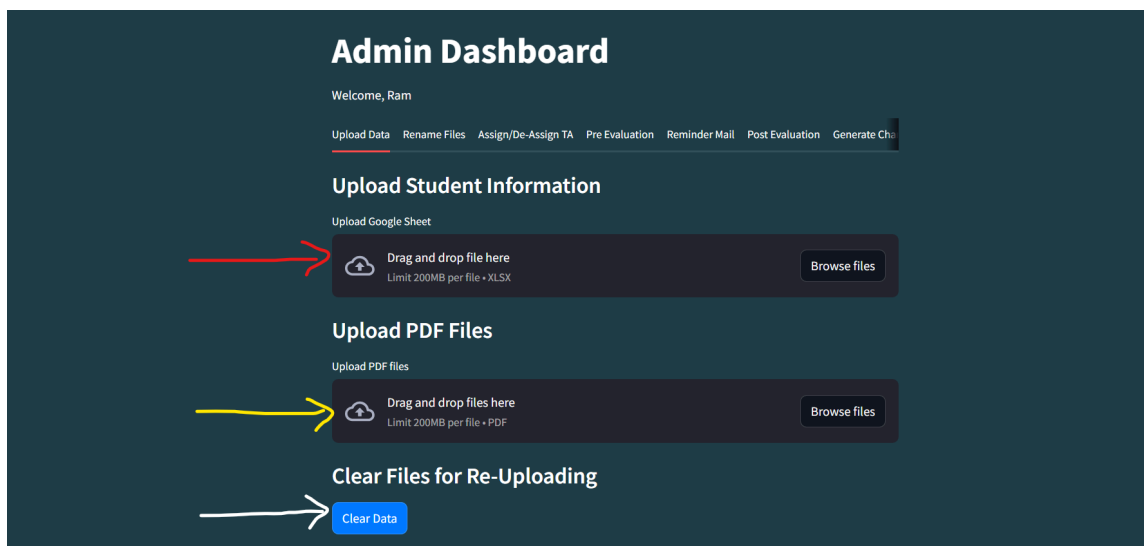 Admin Dashboard
Welcome, Ram
Upload Data Rename Files Assign/De-Assign TA Pre Evaluation Reminder Mail Post Evaluation Generate Cha
Upload Student Information
Upload Google Sheet
Drag and drop file here
Limit 200MB per file • XLSX
Browse files
Upload PDF Files
Upload PDF files
Drag and drop files here
Limit 200MB per file • PDF
Browse files
Clear Files for Re-Uploading
Clear Data